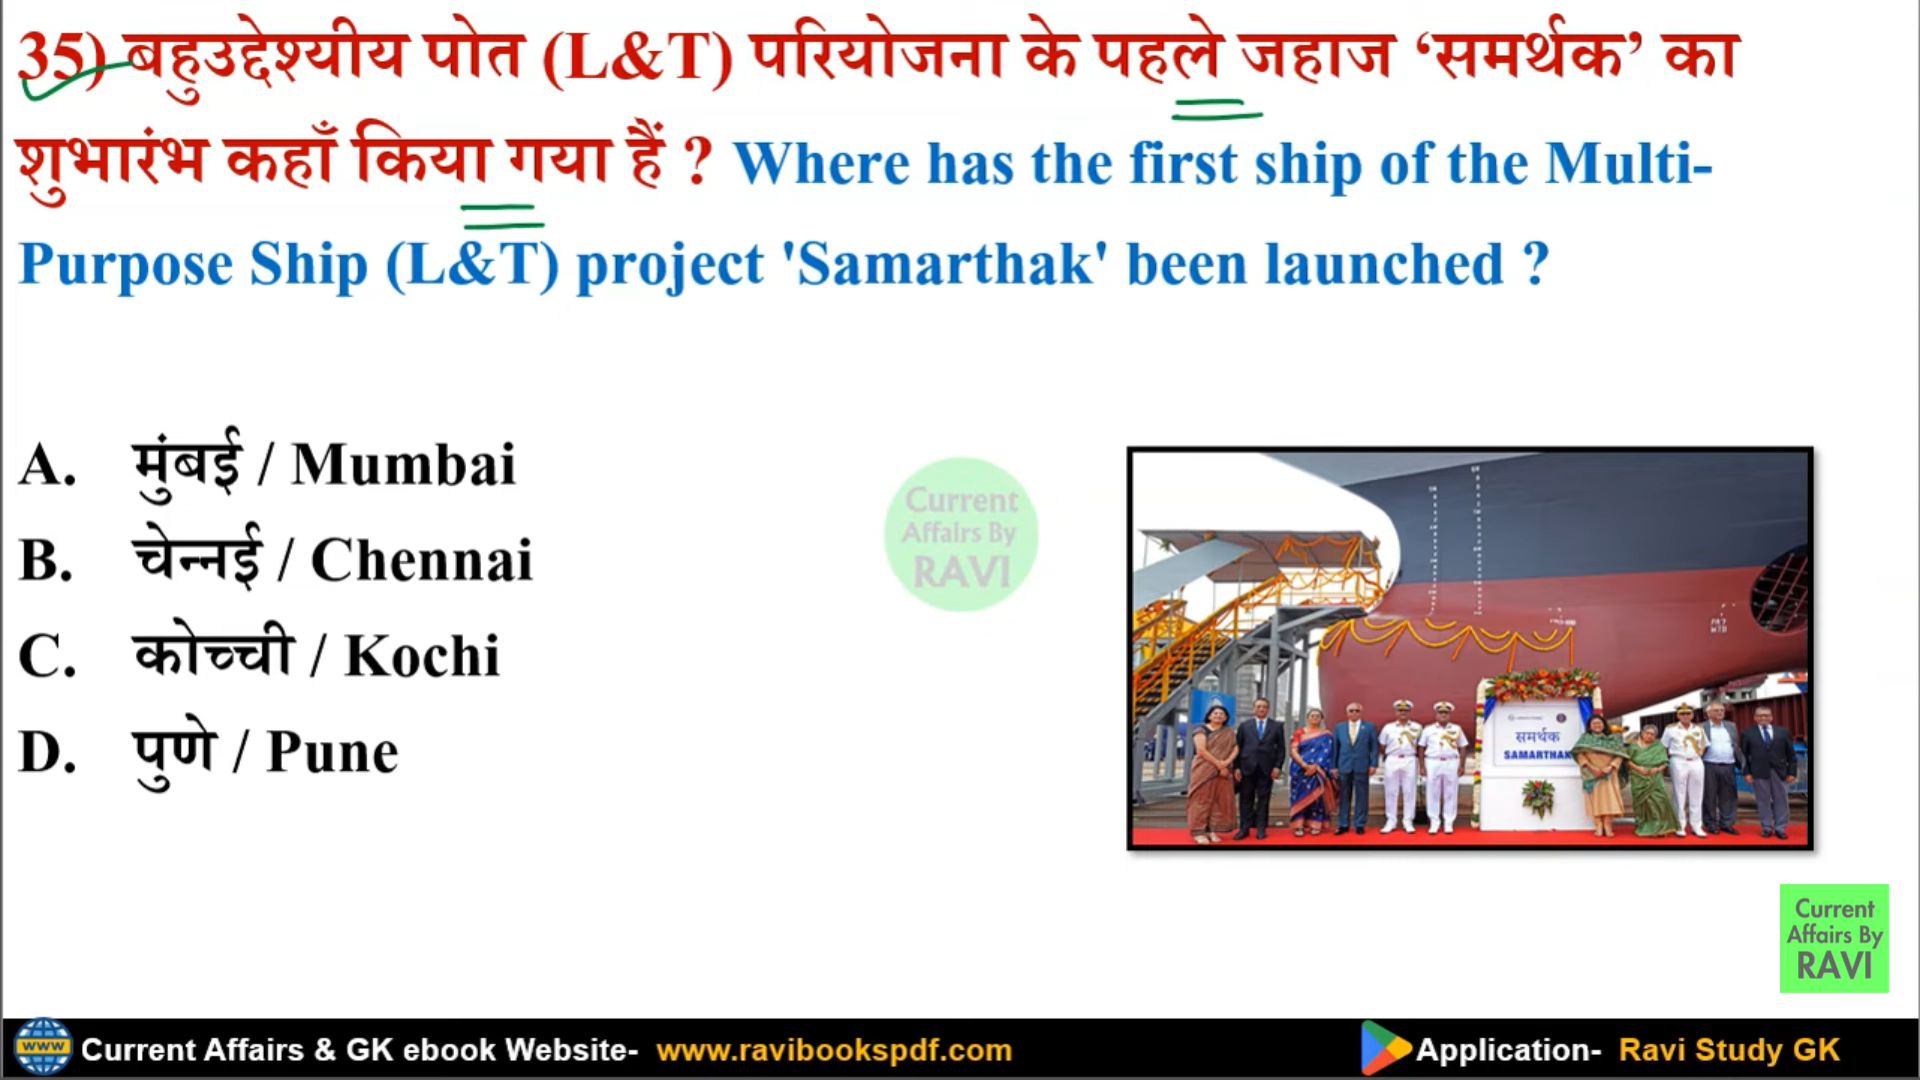 35) बहुउद्देश्यीय पोत (L&T) परियोजना के पहले जहाज ‘समर्थक’ का
शुभारंभ कहाँ किया गया हैं ? Where has the first ship of the Multi-
Purpose Ship (L&T) project 'Samarthak' been launched ?
A. मुंबई / Mumbai
B. चेन्नई / Chennai
C. कोच्ची / Kochi
D. पुणे / Pune
Current
Affairs By
RAVI
समर्थक
SAMARTHAK
Current
Affairs By
RAVI
www
Current Affairs & GK ebook Website- www.ravibookspdf.com
Application- Ravi Study GK